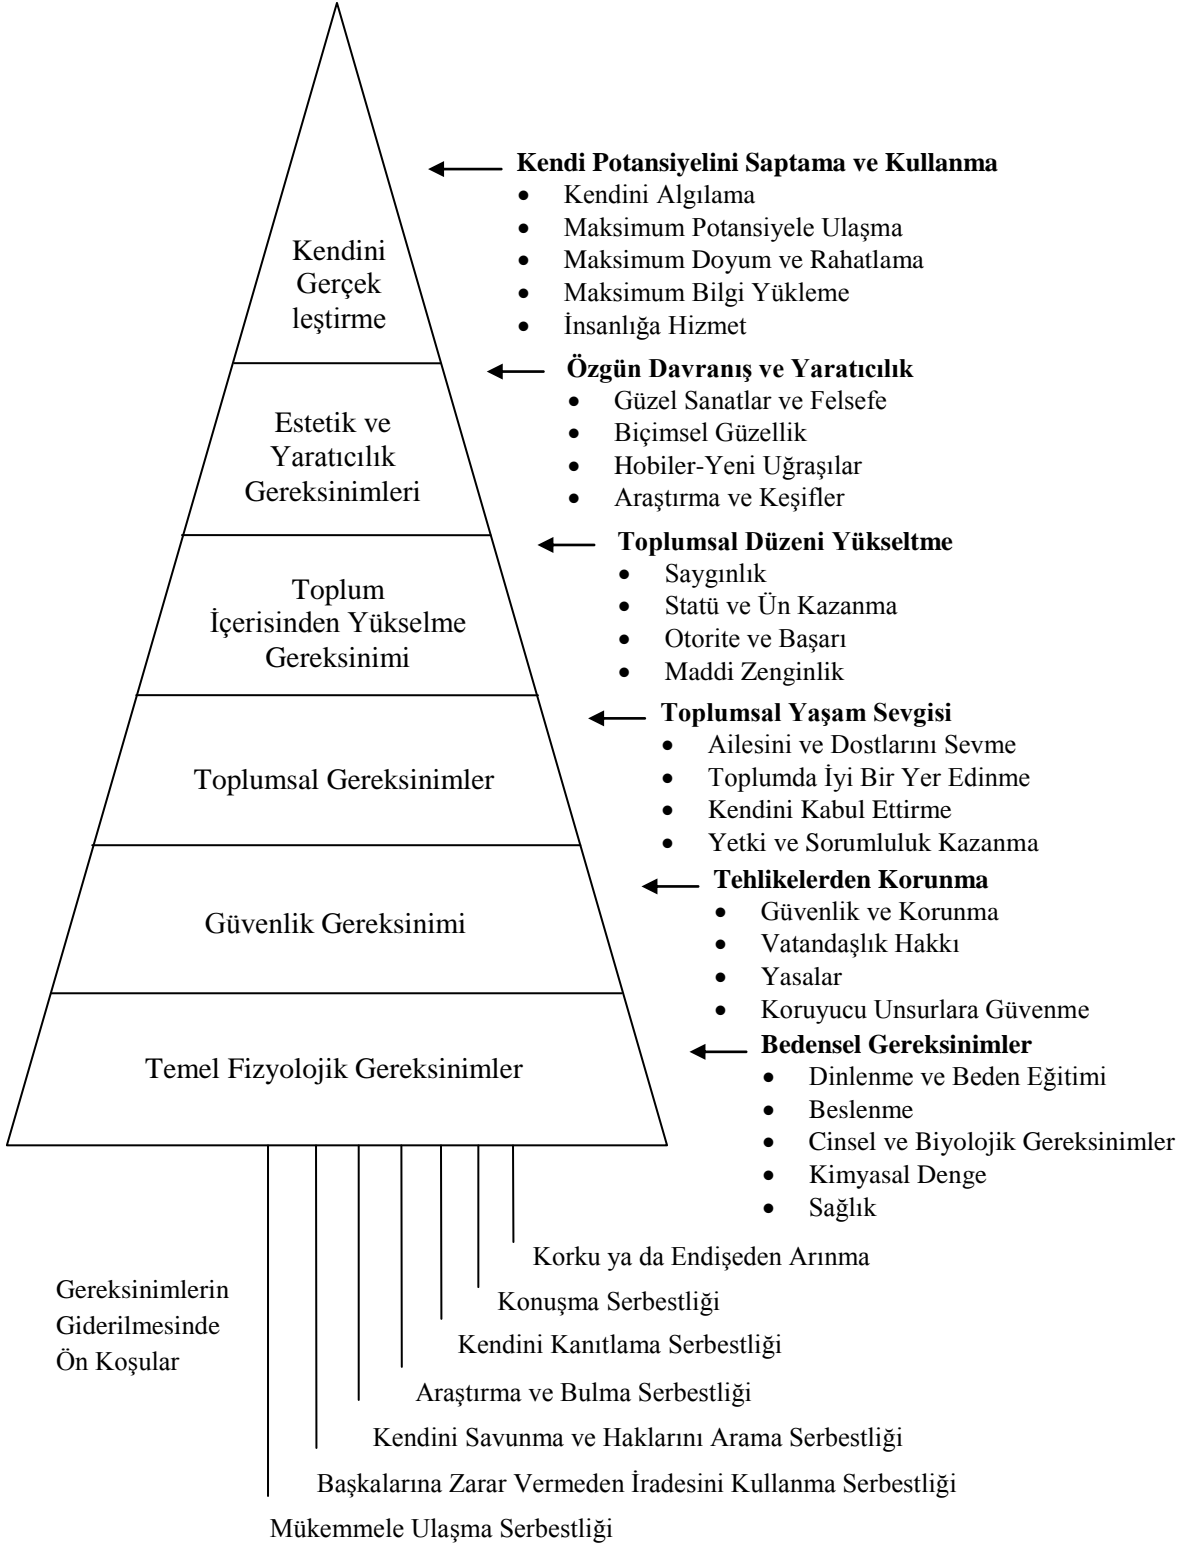 Kendini
Gerçek
leştirme
Kendi Potansiyelini Saptama ve Kullanma
• Kendini Algılama
• Maksimum Potansiyele Ulaşma
• Maksimum Doyum ve Rahatlama
• Maksimum Bilgi Yükleme
• İnsanlığa Hizmet
Estetik ve
Yaratıcılık
Gereksinimleri
Özgün Davranış ve Yaratıcılık
• Güzel Sanatlar ve Felsefe
• Biçimsel Güzellik
• Hobiler-Yeni Uğraşılar
• Araştırma ve Keşifler
Toplum
İçerisinden Yükselme
Gereksinimi
Toplumsal Düzeni Yükseltme
• Saygınlık
• Statü ve Ün Kazanma
• Otorite ve Başarı
• Maddi Zenginlik
Toplumsal Gereksinimler
Toplumsal Yaşam Sevgisi
• Ailesini ve Dostlarını Sevme
• Toplumda İyi Bir Yer Edinme
• Kendini Kabul Ettirme
• Yetki ve Sorumluluk Kazanma
Güvenlik Gereksinimi
Tehlikelerden Korunma
• Güvenlik ve Korunma
• Vatandaşlık Hakkı
• Yasalar
• Koruyucu Unsurlara Güvenme
Temel Fizyolojik Gereksinimler
Bedensel Gereksinimler
• Dinlenme ve Beden Eğitimi
• Beslenme
• Cinsel ve Biyolojik Gereksinimler
• Kimyasal Denge
• Sağlık
Gereksinimlerin
Giderilmesinde
Ön Koşular
Korku ya da Endişeden Arınma
Konuşma Serbestliği
Kendini Kanıtlama Serbestliği
Araştırma ve Bulma Serbestliği
Kendini Savunma ve Haklarını Arama Serbestliği
Başkalarına Zarar Vermeden İradesini Kullanma Serbestliği
Mükemmele Ulaşma Serbestliği